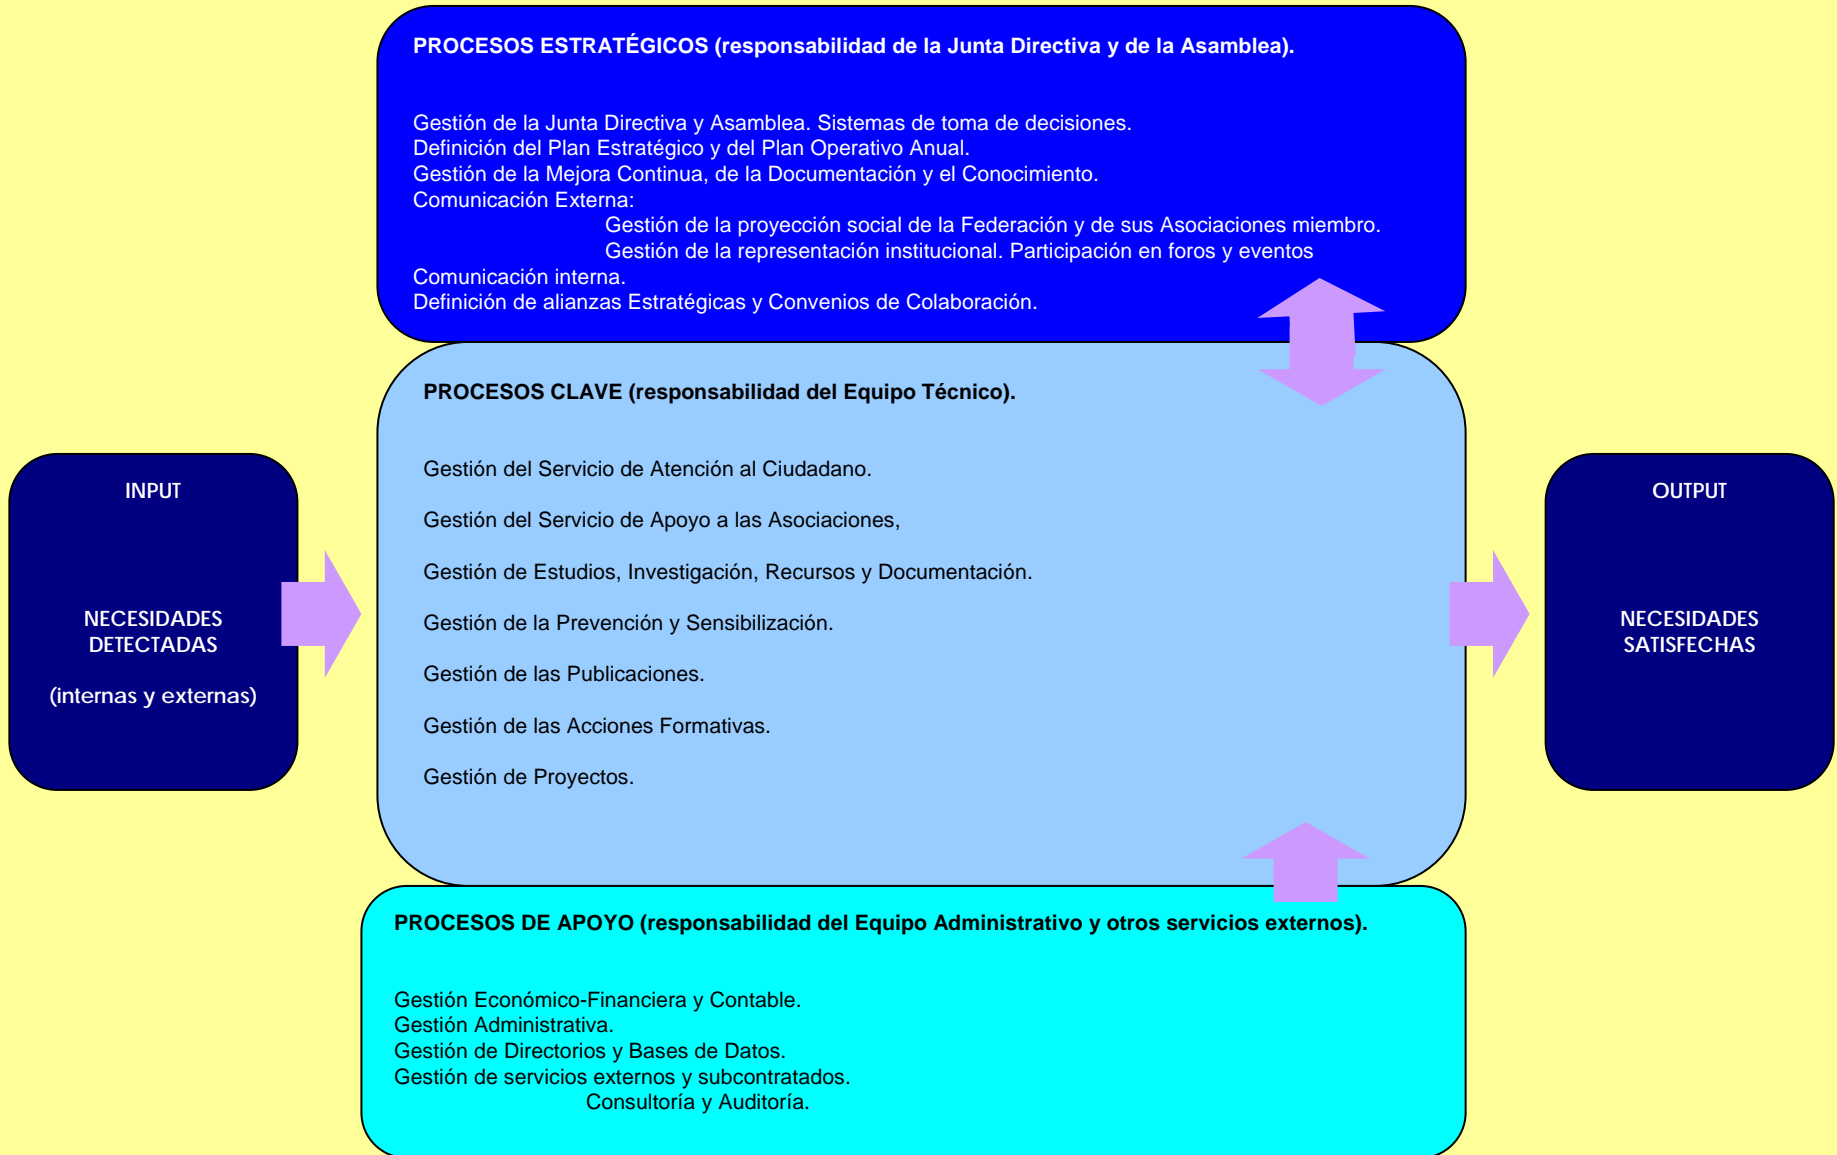 PROCESOS ESTRATÉGICOS (responsabilidad de la Junta Directiva y de la Asamblea).
Gestión de la Junta Directiva y Asamblea. Sistemas de toma de decisiones.
Definición del Plan Estratégico y del Plan Operativo Anual.
Gestión de la Mejora Continua, de la Documentación y el Conocimiento.
Comunicación Externa:
Gestión de la proyección social de la Federación y de sus Asociaciones miembro.
Gestión de la representación institucional. Participación en foros y eventos
Comunicación interna.
Definición de alianzas Estratégicas y Convenios de Colaboración.
INPUT
NECESIDADES
DETECTADAS
(internas y externas)
PROCESOS CLAVE (responsabilidad del Equipo Técnico).
Gestión del Servicio de Atención al Ciudadano.
Gestión del Servicio de Apoyo a las Asociaciones,
Gestión de Estudios, Investigación, Recursos y Documentación.
Gestión de la Prevención y Sensibilización.
Gestión de las Publicaciones.
Gestión de las Acciones Formativas.
Gestión de Proyectos.
OUTPUT
NECESIDADES
SATISFECHAS
PROCESOS DE APOYO (responsabilidad del Equipo Administrativo y otros servicios externos).
Gestión Económico-Financiera y Contable.
Gestión Administrativa.
Gestión de Directorios y Bases de Datos.
Gestión de servicios externos y subcontratados.
Consultoría y Auditoría.